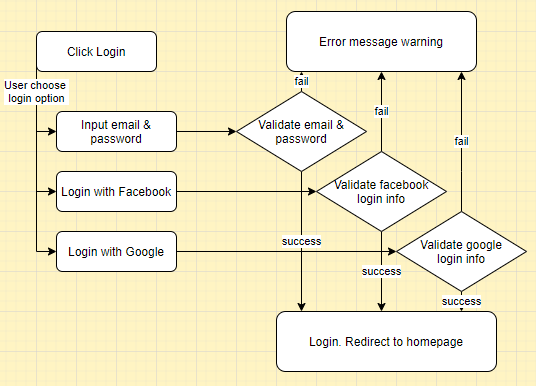 Click Login
Error message warning
User choose
login option
fail
Input email &
password
Validate email &
password
fail
fail
Login with Facebook
Validate facebook
login info
Login with Google
success
Validate google
login info
success
success
Login. Redirect to homepage